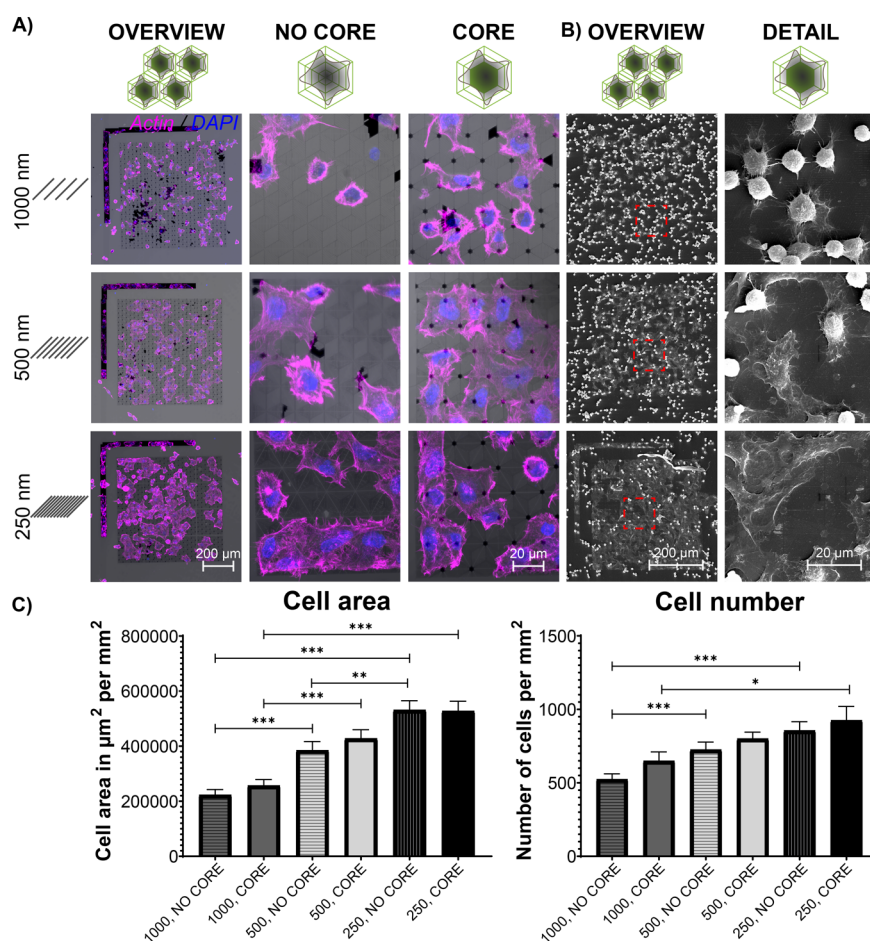 A)
OVERVIEW NO CORE CORE
B) OVERVIEW DETAIL
Actin / DAPI
1000 nm
500 nm
250 nm
200 µm
20 µm
200 µm
20 µm
C)
Cell area
Cell area in µm² per mm²
800000
600000
400000
200000
0
***
***
** 
***
***
1000, NO CORE
1000, CORE
500, NO CORE
500, CORE
250, NO CORE
250, CORE
Cell number
Number of cells per mm²
1500
1000
500
0
***
*
***
1000, NO CORE
1000, CORE
500, NO CORE
500, CORE
250, NO CORE
250, CORE